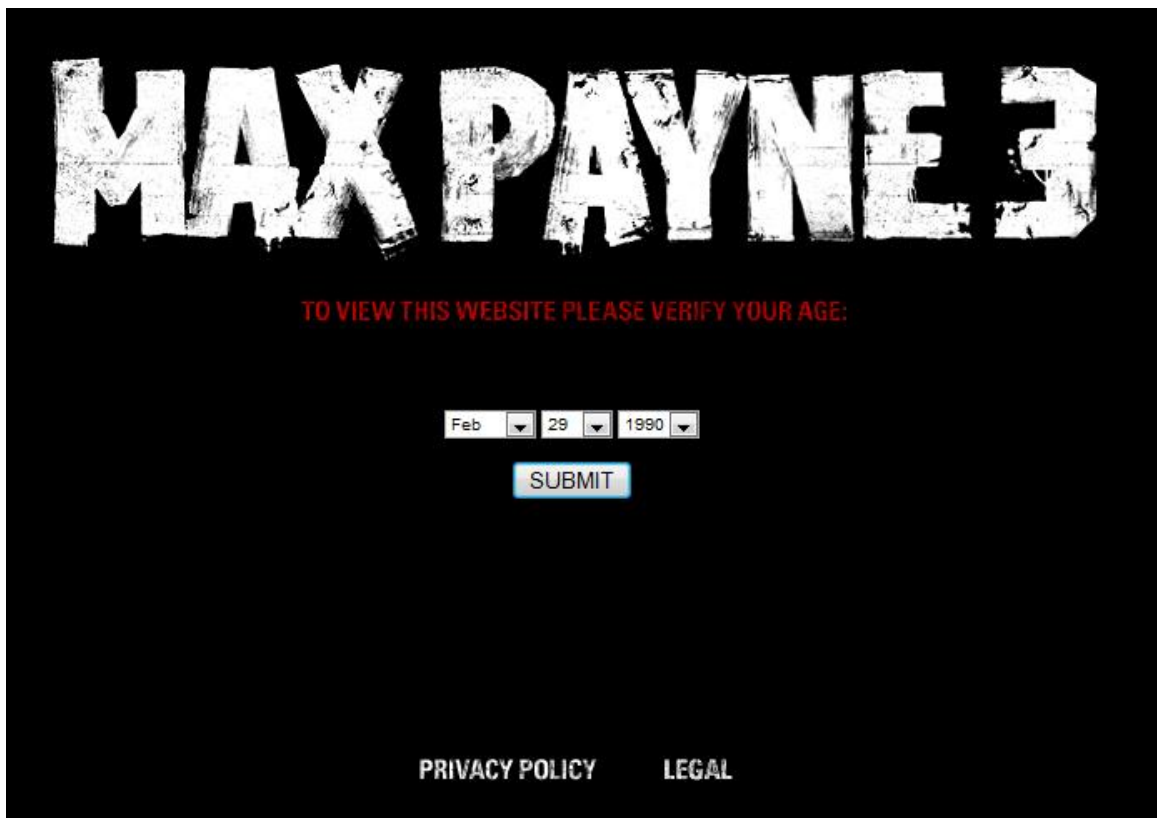 MAX PAYNE 3
TO VIEW THIS WEBSITE PLEASE VERIFY YOUR AGE:
Feb 29 1990
SUBMIT
PRIVACY POLICY LEGAL